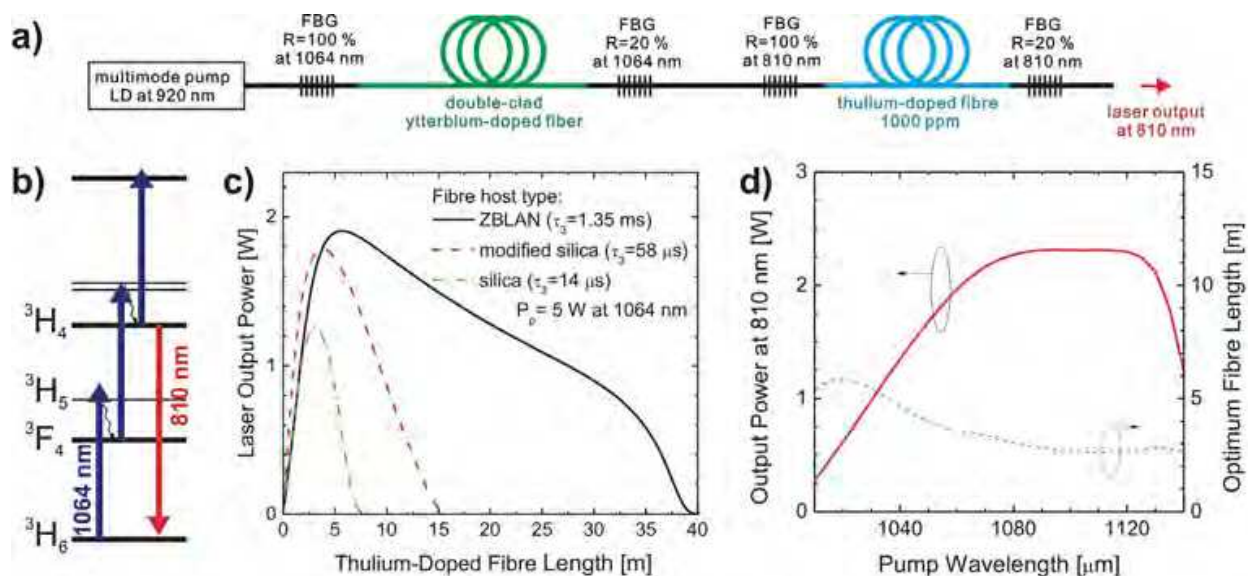 a)
multimode pump
LD at 920 nm
FBG
R=100 %
at 1064 nm
double-clad
ytterbium-doped fiber
FBG
R=20 %
at 1064 nm
FBG
R=100 %
at 810 nm
thulium-doped fibre
1000 ppm
FBG
R=20 %
at 810 nm
laser output
at 810 nm
b)
³H₄
³H₅
³F₄
³H₆
1064 nm
810 nm
c)
Laser Output Power [W]
2
1
0
Fibre host type:
ZBLAN (τ₃=1.35 ms)
modified silica (τ₃=58 μs)
silica (τ₃=14 μs)
Pₚ= 5 W at 1064 nm
0 5 10 15 20 25 30 35 40
Thulium-Doped Fibre Length [m]
d)
Output Power at 810 nm [W]
3
2
1
0
15
10
5
0
Optimum Fibre Length [m]
1040 1080 1120
Pump Wavelength [μm]